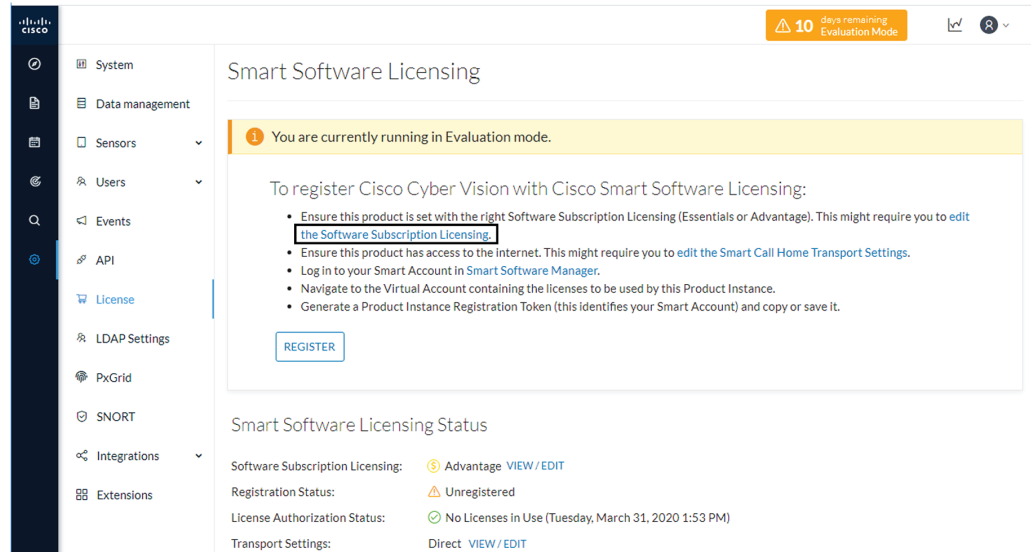 CISCO
10 days remaining
Evaluation Mode
System
Data management
Sensors
Users
Events
API
License
LDAP Settings
PxGrid
SNORT
Integrations
Extensions
Smart Software Licensing
You are currently running in Evaluation mode.
To register Cisco Cyber Vision with Cisco Smart Software Licensing:
• Ensure this product is set with the right Software Subscription Licensing (Essentials or Advantage). This might require you to edit
the Software Subscription Licensing.
• Ensure this product has access to the internet. This might require you to edit the Smart Call Home Transport Settings.
• Log in to your Smart Account in Smart Software Manager.
• Navigate to the Virtual Account containing the licenses to be used by this Product Instance.
• Generate a Product Instance Registration Token (this identifies your Smart Account) and copy or save it.
REGISTER
Smart Software Licensing Status
Software Subscription Licensing: Advantage VIEW / EDIT
Registration Status: Unregistered
License Authorization Status: No Licenses in Use (Tuesday, March 31, 2020 1:53 PM)
Transport Settings: Direct VIEW / EDIT